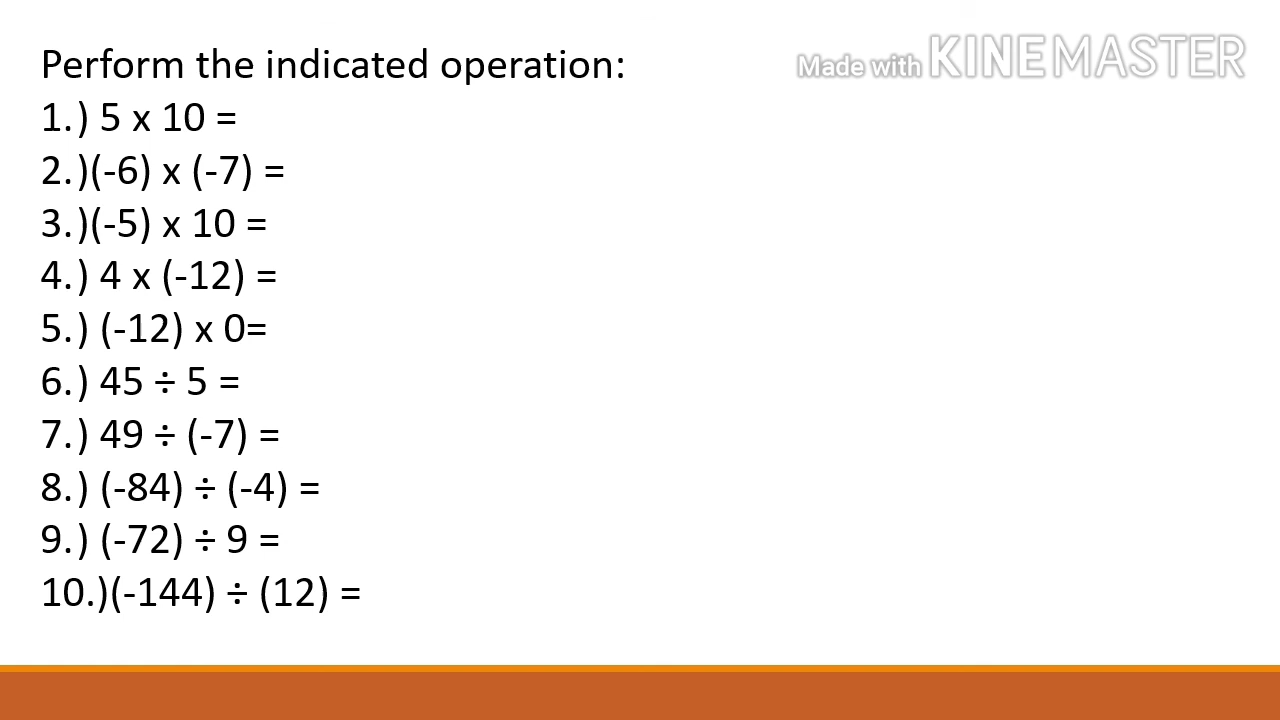 Perform the indicated operation:
Made with KINEMASTER
1.) 5 x 10 =
2.)(-6) x (-7) =
3.)(-5) x 10 =
4.) 4 x (-12) =
5.) (-12) x 0=
6.) 45 ÷ 5 =
7.) 49 ÷ (-7) =
8.) (-84) ÷ (-4) =
9.) (-72) ÷ 9 =
10.)(-144) ÷ (12) =